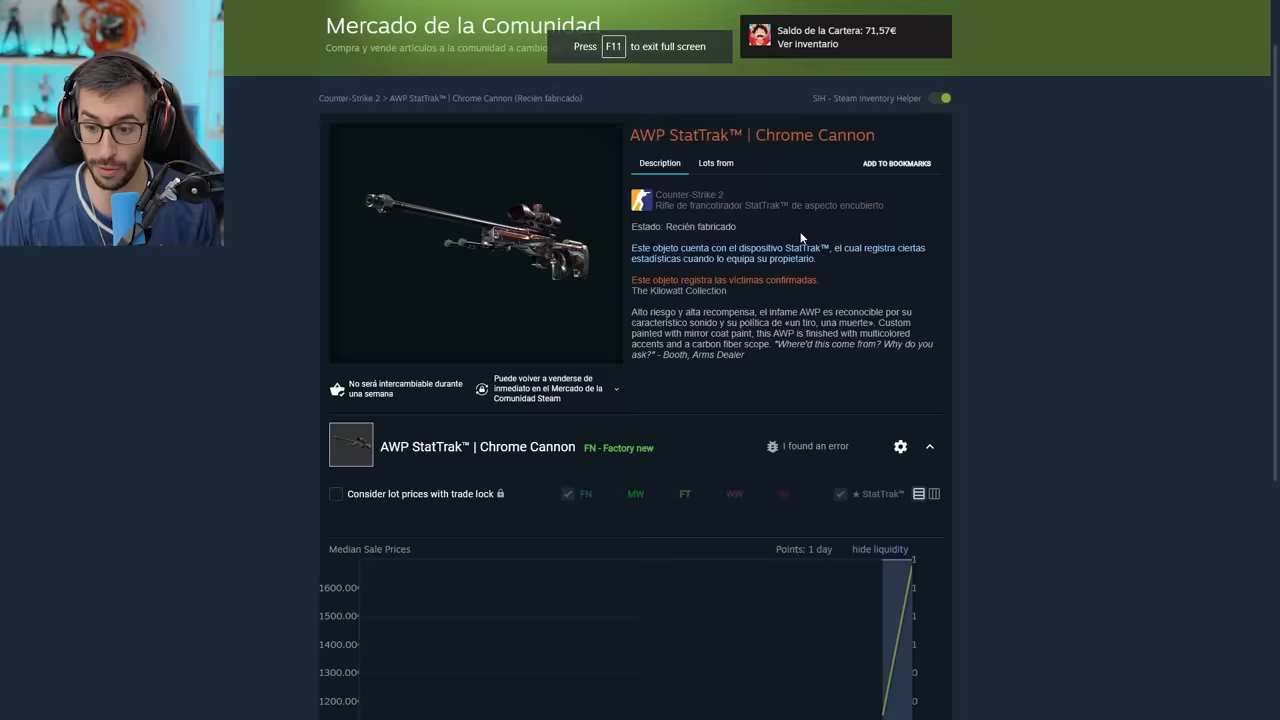 Mercado de la Comunidad
Compra y vende artículos a la comunidad a cambio
Press F11 to exit full screen
Saldo de la Cartera: 71,57€
Ver inventario
Counter-Strike 2 > AWP StatTrak™ | Chrome Cannon (Recién fabricado)
SIH - Steam Inventory Helper
AWP StatTrak™ | Chrome Cannon
Description
Lots from
ADD TO BOOKMARKS
Counter-Strike 2
Rifle de francotirador StatTrak™ de aspecto encubierto
Estado: Recién fabricado
Este objeto cuenta con el dispositivo StatTrak™, el cual registra ciertas
estadísticas cuando lo equipa su propietario.
Este objeto registra las víctimas confirmadas.
The Kilowatt Collection
Alto riesgo y alta recompensa, el infame AWP es reconocible por su
característico sonido y su política de «un tiro, una muerte». Custom
painted with mirror coat paint, this AWP is finished with multicolored
accents and a carbon fiber scope. "Where'd this come from? Why do you
ask?" - Booth, Arms Dealer
No será intercambiable durante
una semana
Puede volver a venderse de
inmediato en el Mercado de la
Comunidad Steam
AWP StatTrak™ | Chrome Cannon FN - Factory new
I found an error
Consider lot prices with trade lock
FN
MW
FT
WW
★ StatTrak™
Median Sale Prices
Points: 1 day
hide liquidity
1
1600.00
1
1500.00
1
1400.00
1
1300.00
0
1200.00
0